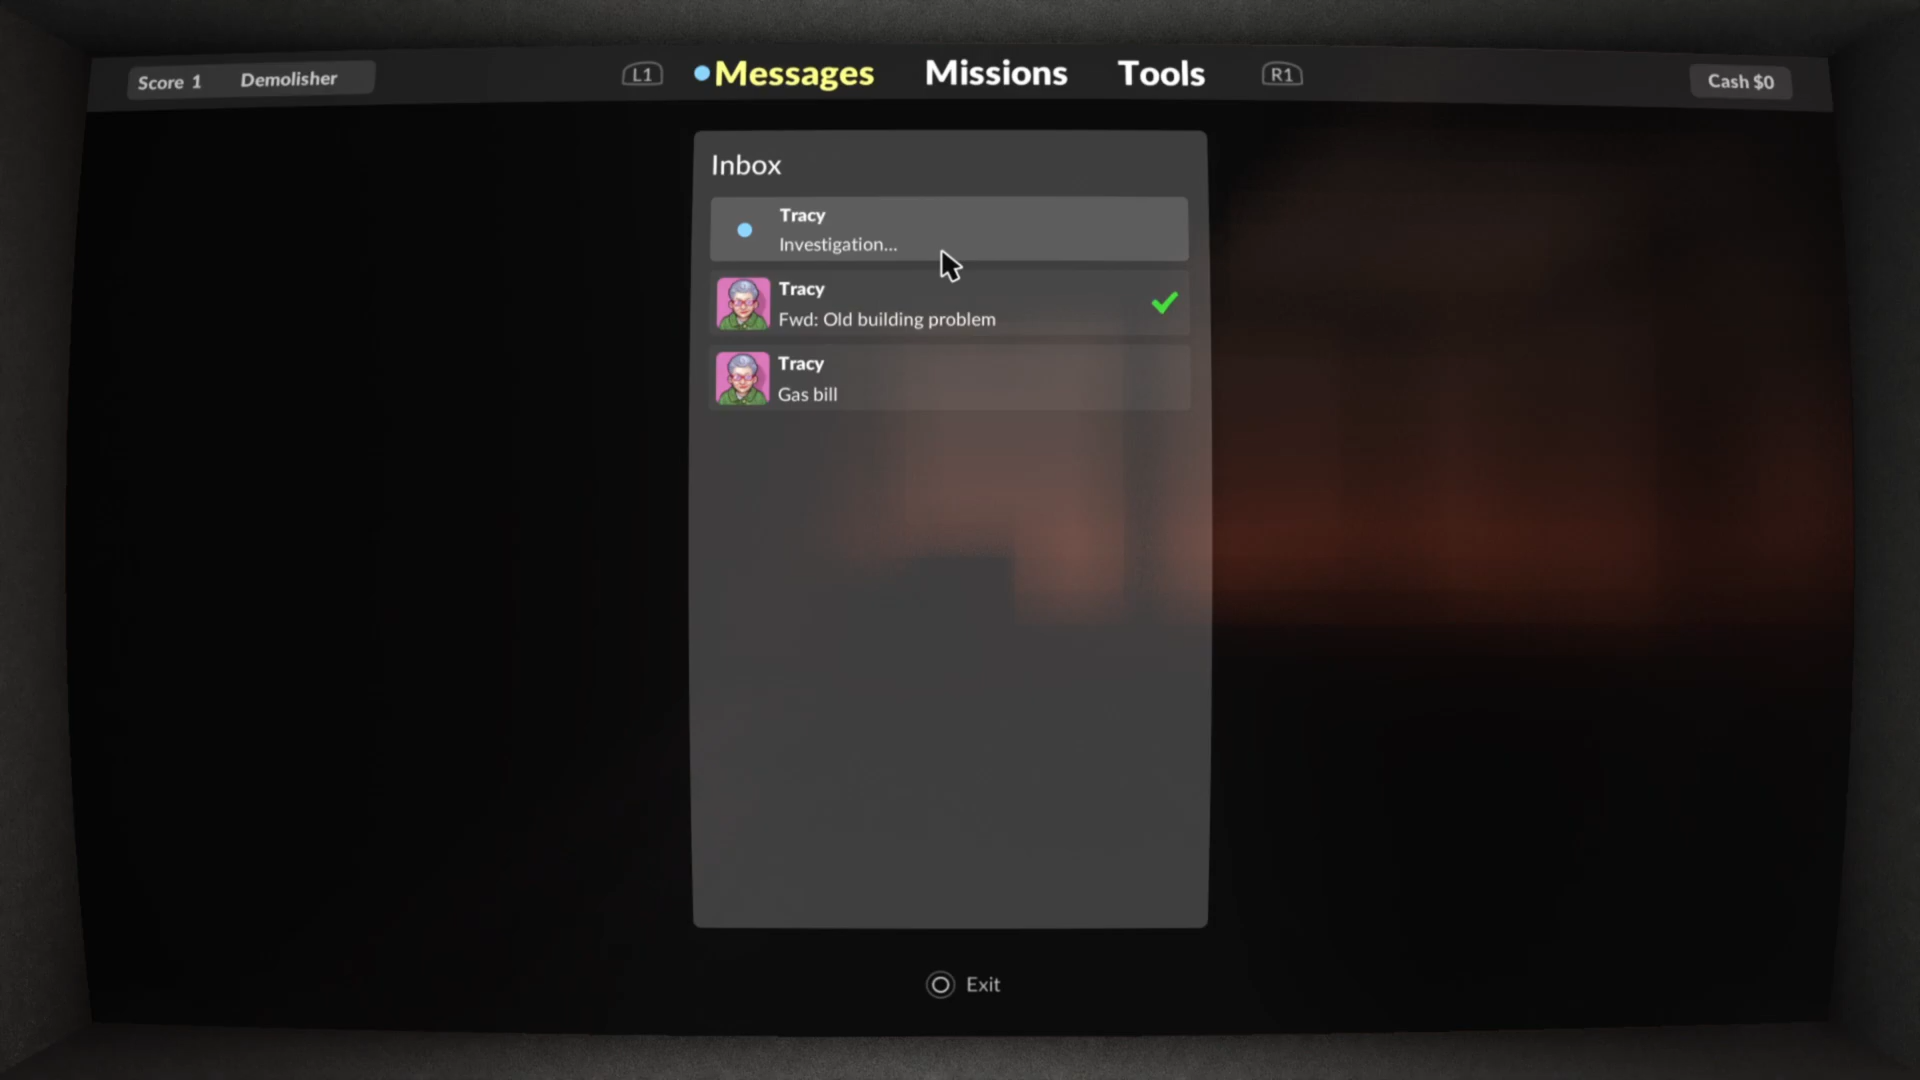 Score 1 Demolisher
L1 Messages Missions Tools R1
Cash $0
Inbox
Tracy
Investigation...
Tracy
Fwd: Old building problem
Tracy
Gas bill
Exit